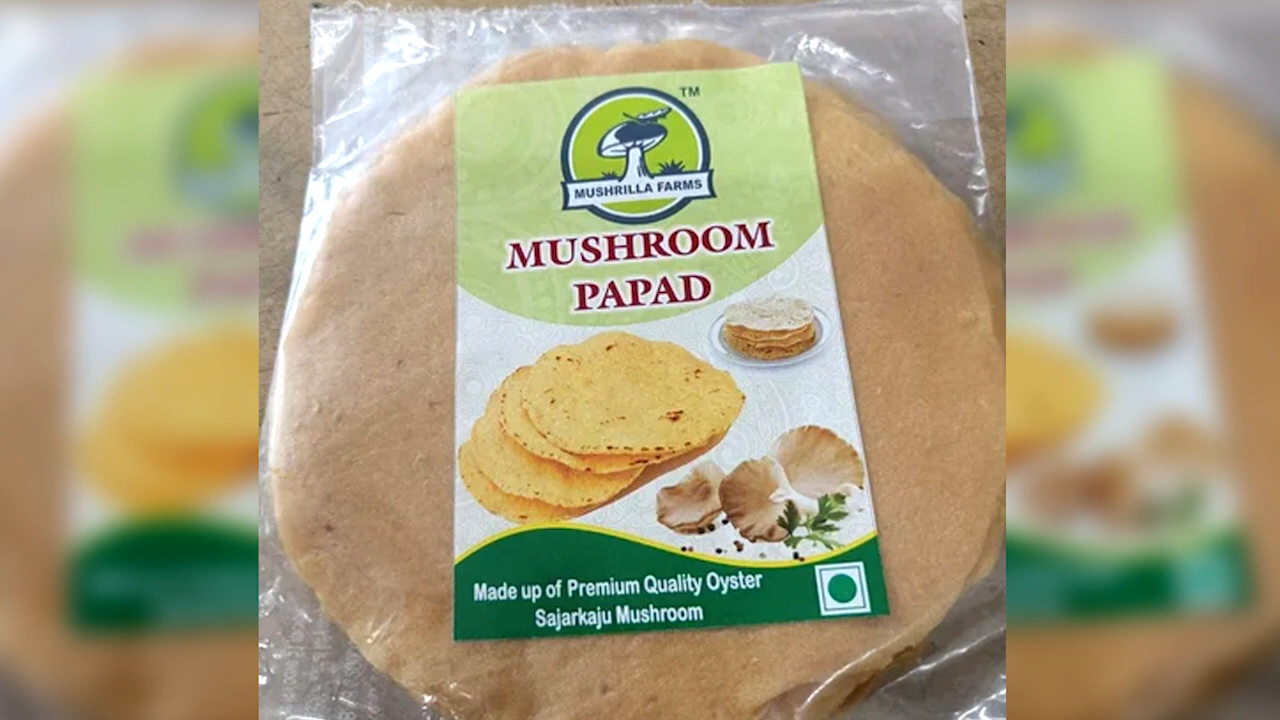 TM
MUSHRILLA FARMS
MUSHROOM
PAPAD
Made up of Premium Quality Oyster
Sajarkaju Mushroom